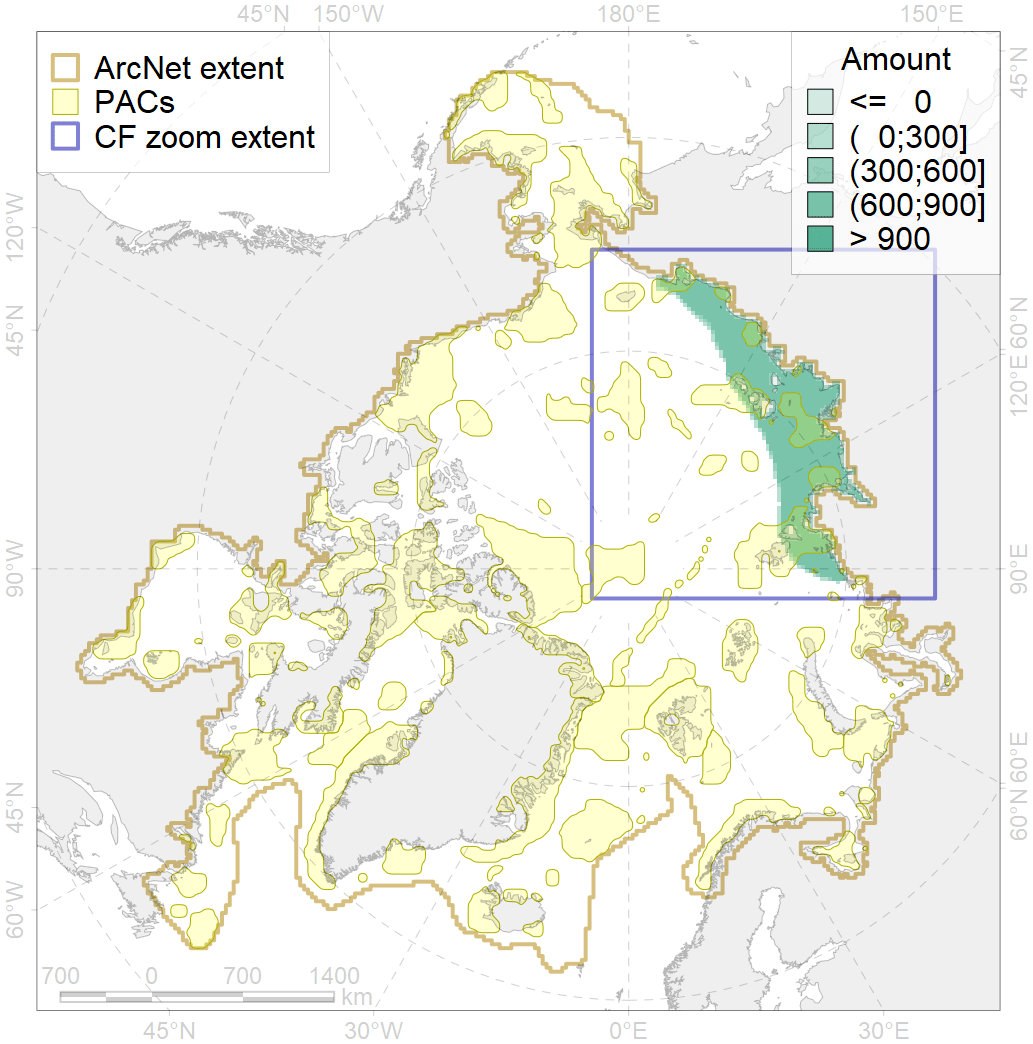 45°N 150°W 180°E 150°E
ArcNet extent
PACs
CF zoom extent
Amount
<= 0
( 0;300]
(300;600]
(600;900]
> 900
45°N
120°W
45°N
90°W
45°N
60°W
60°N
120°E
90°E
60°E
60°N
700 0 700 1400
km
45°N 30°W 0°E 30°E